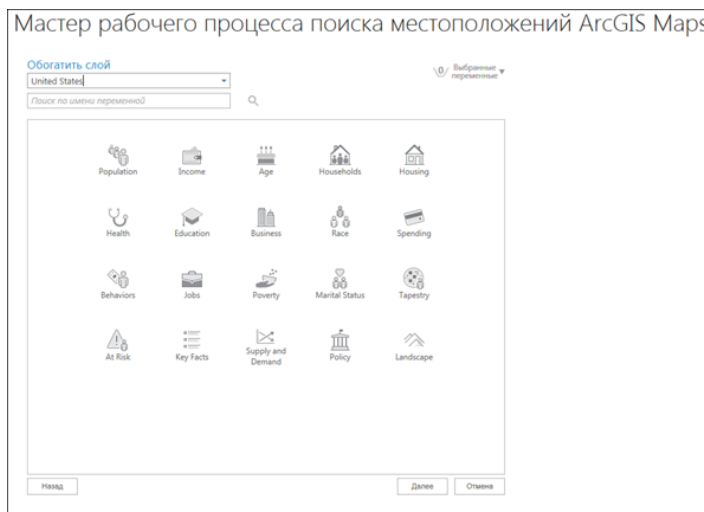 Мастер рабочего процесса поиска местоположений ArcGIS Maps
Обогатить слой
United States
Выбранные
переменные
0
Поиск по имени переменной
Population Income Age Households Housing
Health Education Business Race Spending
Behaviors Jobs Poverty Marital Status Tapestry
At Risk Key Facts Supply and Demand Policy Landscape
Назад Далее Отмена